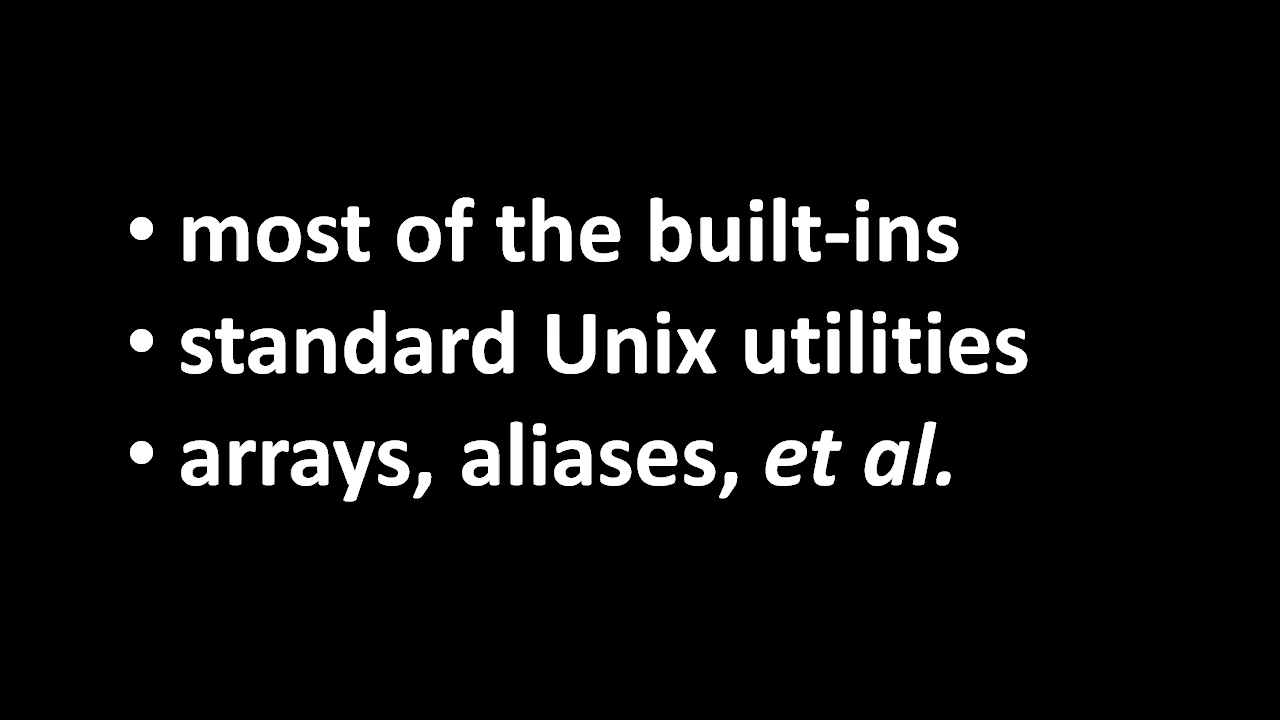 • most of the built-ins
• standard Unix utilities
• arrays, aliases, et al.